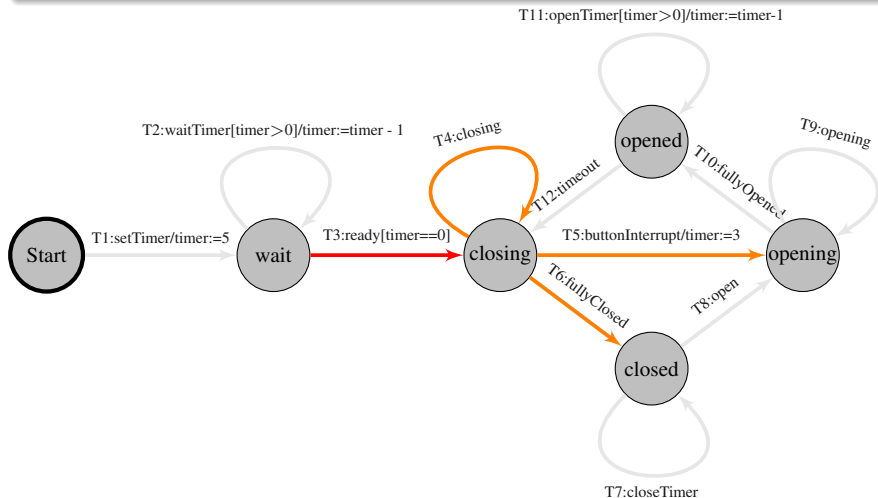 T11:openTimer[timer>0]/timer:=timer-1
T2:waitTimer[timer>0]/timer:=timer - 1
T4:closing
opened
T9:opening
T12:timeout
T10:fullyOpened
Start
T1:setTimer/timer:=5
wait
T3:ready[timer==0]
closing
T5:buttonInterrupt/timer:=3
opening
T6:fullyClosed
T8:open
closed
T7:closeTimer